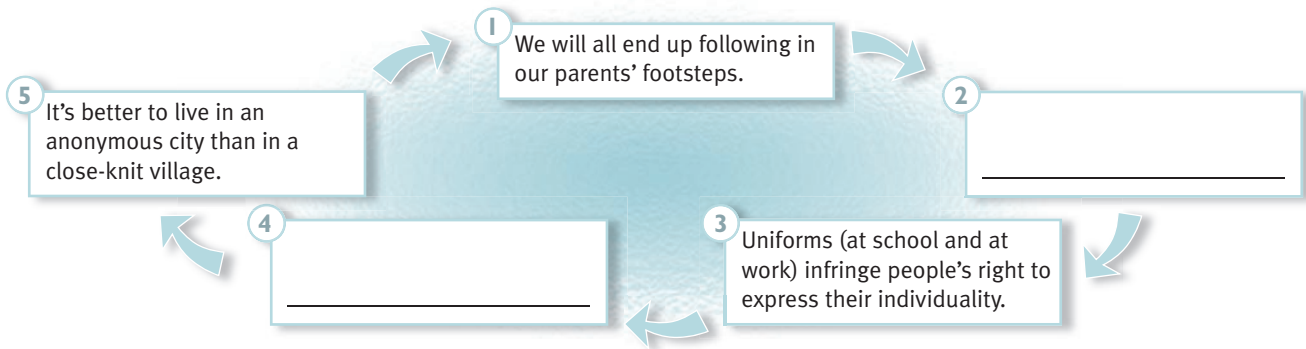 1
We will all end up following in
our parents’ footsteps.
2
3
Uniforms (at school and at
work) infringe people’s right to
express their individuality.
4
5
It’s better to live in an
anonymous city than in a
close-knit village.